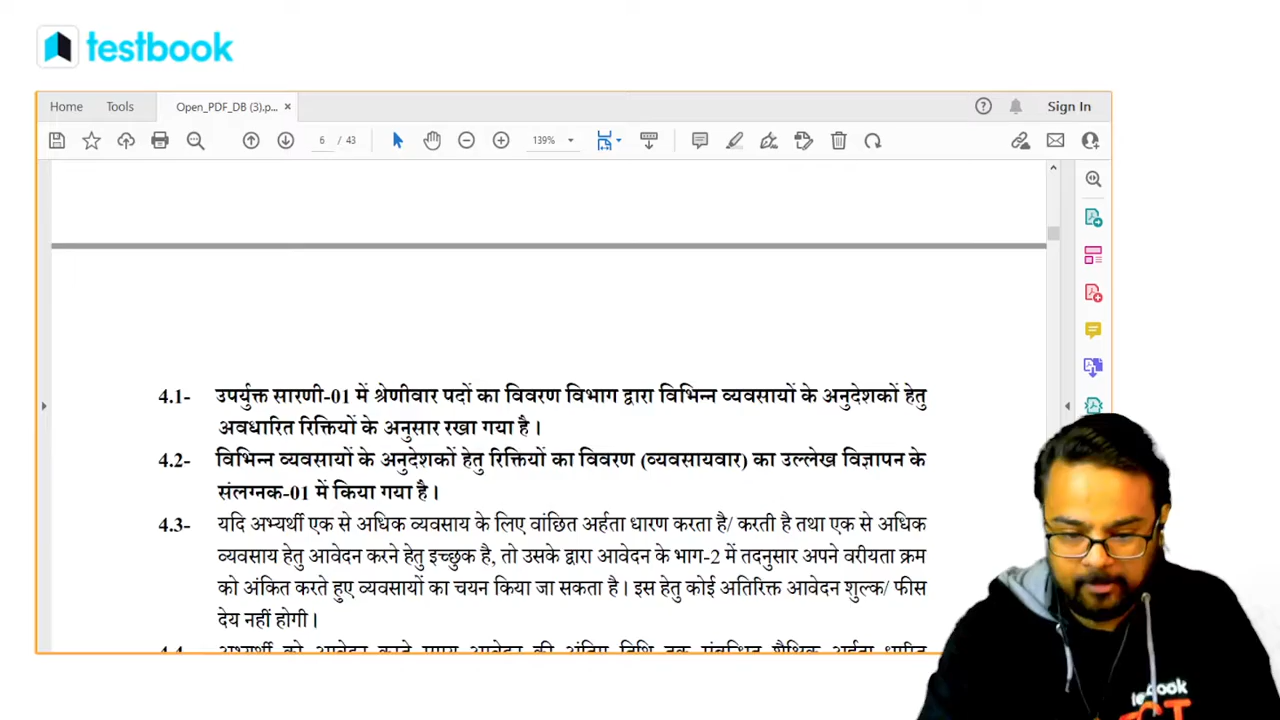 testbook
Home Tools Open_PDF_DB (3).p... × Sign In
6 / 43 139%
4.1- उपर्युक्त सारणी-01 में श्रेणीवार पदों का विवरण विभाग द्वारा विभिन्न व्यवसायों के अनुदेशकों हेतु
अवधारित रिक्तियों के अनुसार रखा गया है।
4.2- विभिन्न व्यवसायों के अनुदेशकों हेतु रिक्तियों का विवरण (व्यवसायवार) का उल्लेख विज्ञापन के
संलग्नक-01 में किया गया है।
4.3- यदि अभ्यर्थी एक से अधिक व्यवसाय के लिए वांछित अर्हता धारण करता है/ करती है तथा एक से अधिक
व्यवसाय हेतु आवेदन करने हेतु इच्छुक है, तो उसके द्वारा आवेदन के भाग-2 में तदनुसार अपने वरीयता क्रम
को अंकित करते हुए व्यवसायों का चयन किया जा सकता है। इस हेतु कोई अतिरिक्त आवेदन शुल्क/ फीस
देय नहीं होगी।
testbook